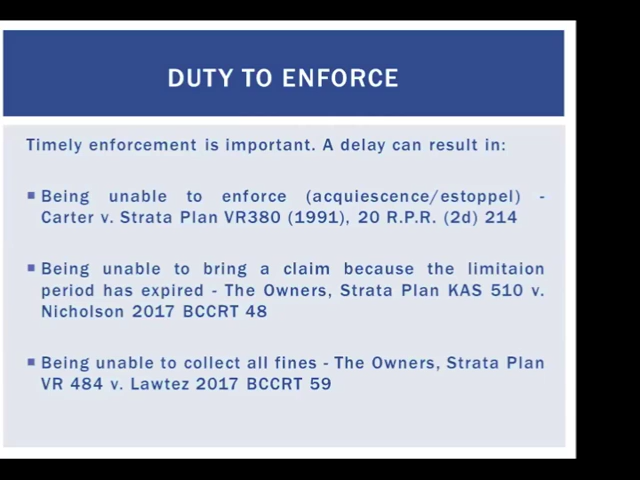 DUTY TO ENFORCE
Timely enforcement is important. A delay can result in:
Being unable to enforce (acquiescence/estoppel) -
Carter v. Strata Plan VR380 (1991), 20 R.P.R. (2d) 214
Being unable to bring a claim because the limitaion
period has expired - The Owners, Strata Plan KAS 510 v.
Nicholson 2017 BCCRT 48
Being unable to collect all fines - The Owners, Strata Plan
VR 484 v. Lawtez 2017 BCCRT 59